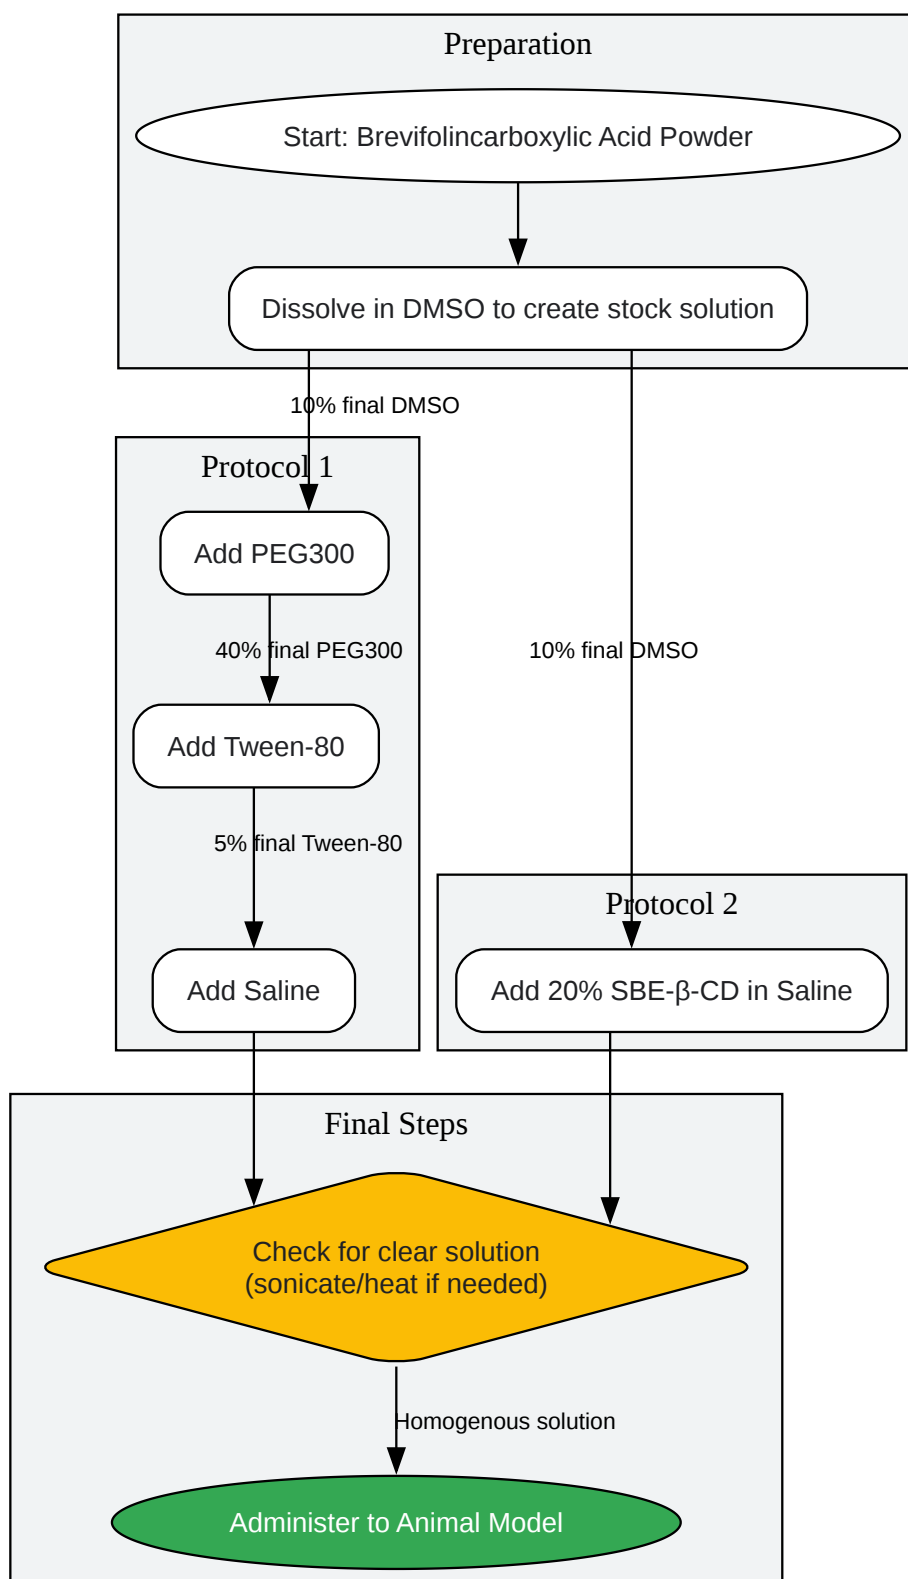 Preparation
Start: Brevifolincarboxylic Acid Powder
Dissolve in DMSO to create stock solution
10% final DMSO
Protocol 1
Add PEG300
40% final PEG300
10% final DMSO
Add Tween-80
5% final Tween-80
Protocol 2
Add Saline
Add 20% SBE-β-CD in Saline
Final Steps
Check for clear solution
(sonicate/heat if needed)
Homogenous solution
Administer to Animal Model